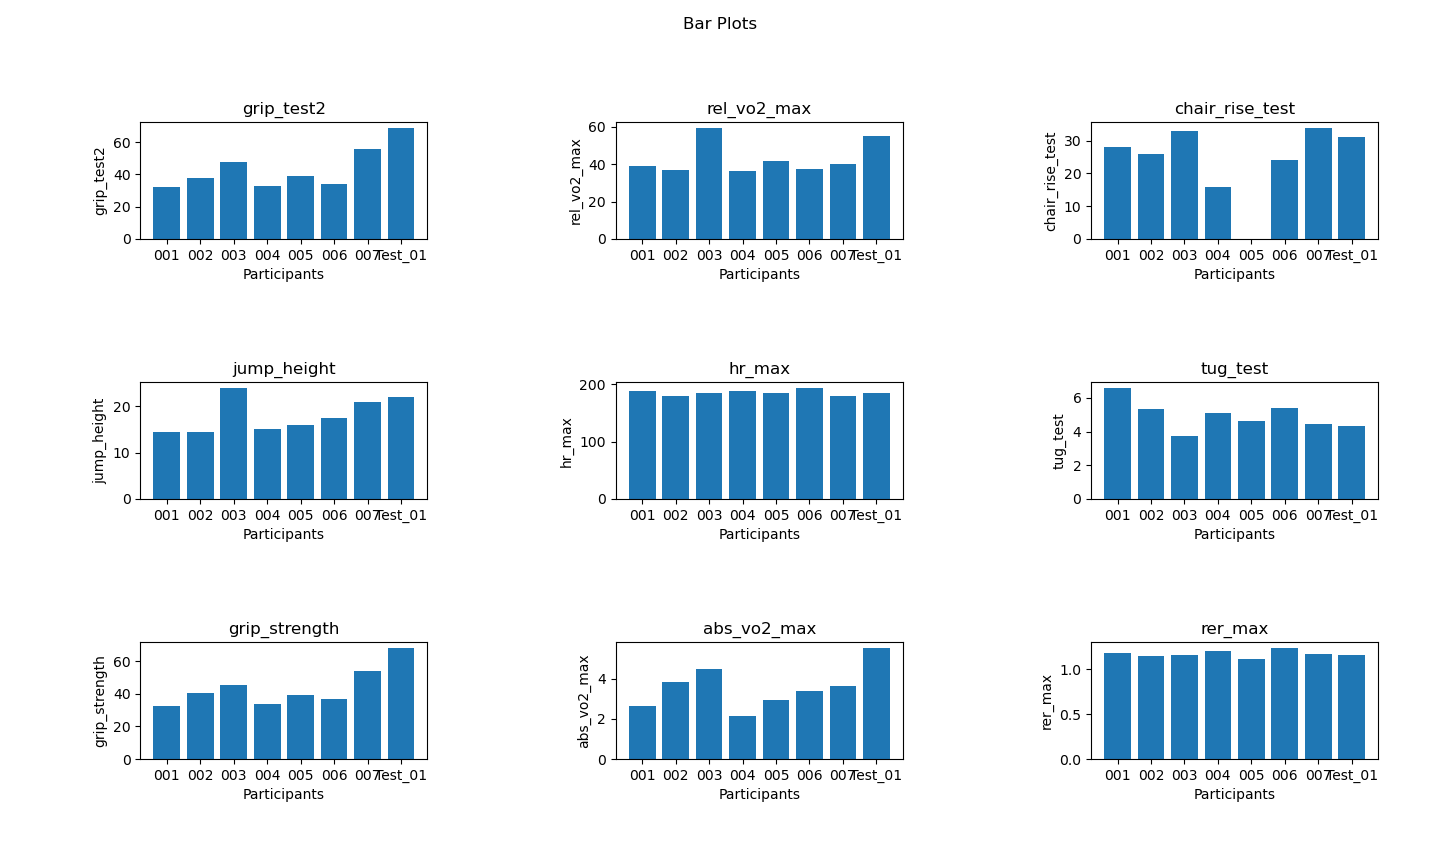 Bar Plots
grip_test2
grip_test2
60
40
20
0
001 002 003 004 005 006 007 Test_01
Participants
rel_vo2_max
rel_vo2_max
60
40
20
0
001 002 003 004 005 006 007 Test_01
Participants
chair_rise_test
chair_rise_test
30
20
10
0
001 002 003 004 005 006 007 Test_01
Participants
jump_height
jump_height
20
10
0
001 002 003 004 005 006 007 Test_01
Participants
hr_max
hr_max
200
100
0
001 002 003 004 005 006 007 Test_01
Participants
tug_test
tug_test
6
4
2
0
001 002 003 004 005 006 007 Test_01
Participants
grip_strength
grip_strength
60
40
20
0
001 002 003 004 005 006 007 Test_01
Participants
abs_vo2_max
abs_vo2_max
4
2
0
001 002 003 004 005 006 007 Test_01
Participants
rer_max
rer_max
1.0
0.5
0.0
001 002 003 004 005 006 007 Test_01
Participants